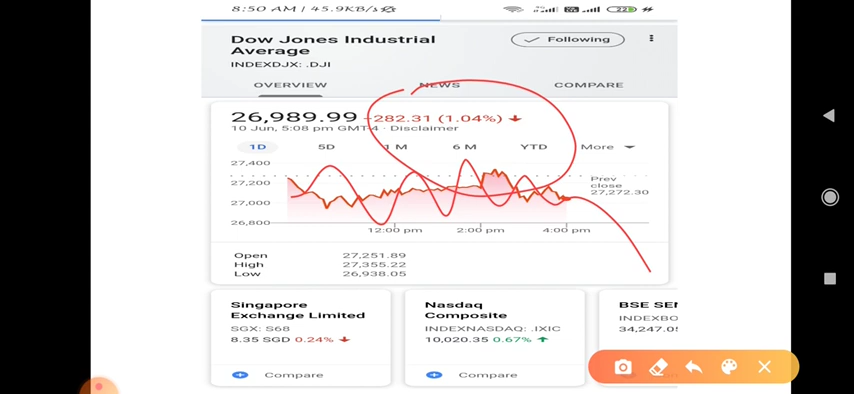 8:50 AM / 45.9KB/s
22
Dow Jones Industrial
Average
Following
INDEXDJX: .DJI
OVERVIEW NEWS COMPARE
26,989.99 -282.31 (1.04%)
10 Jun, 5:08 pm GMT-4 · Disclaimer
1D 5D 1 M 6 M YTD More
27,400
27,200
27,000
26,800
Prev
close
27,272.30
12:00 pm 2:00 pm 4:00 pm
Open 27,251.89
High 27,355.22
Low 26,938.05
Singapore
Exchange Limited
SGX: S68
8.35 SGD 0.24%
Compare
Nasdaq
Composite
INDEXNASDAQ: .IXIC
10,020.35 0.67%
Compare
BSE SEN
INDEXBO
34,247.05